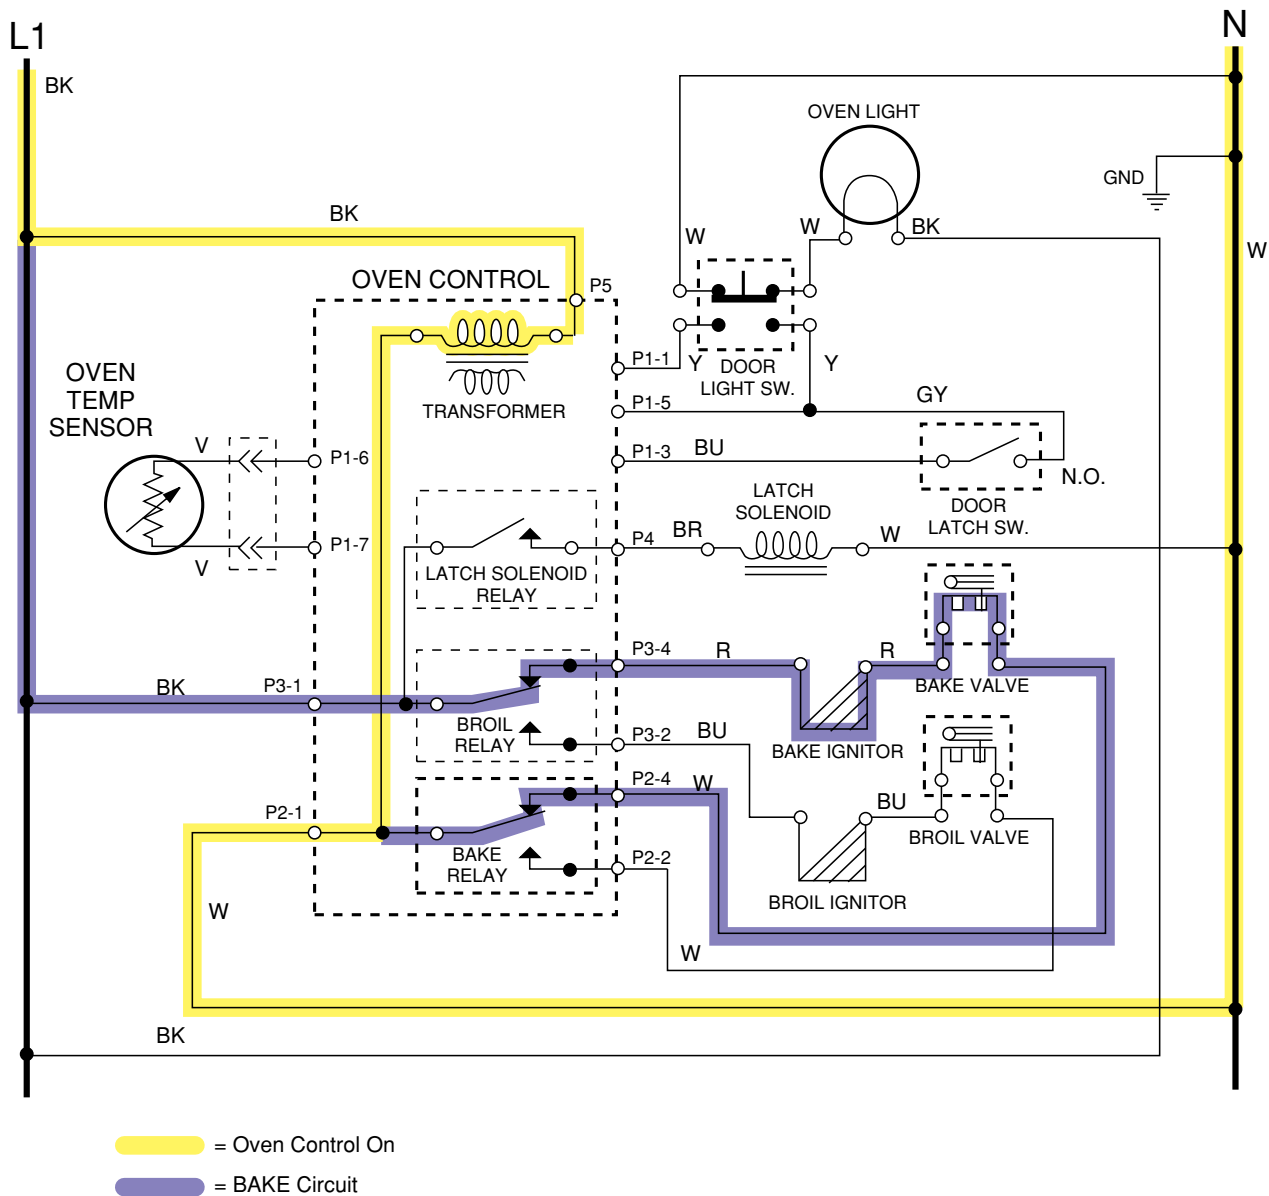 L1
N
BK
OVEN LIGHT
GND
BK
W
W
BK
W
OVEN CONTROL
P5
OVEN
TEMP
SENSOR
TRANSFORMER
P1-1
Y
DOOR
LIGHT SW.
Y
P1-5
GY
V
P1-6
P1-3
BU
N.O.
LATCH
SOLENOID
DOOR
LATCH SW.
V
P1-7
P4
BR
W
LATCH SOLENOID
RELAY
P3-4
R
R
BK
P3-1
BAKE VALVE
BROIL
RELAY
P3-2
BU
BAKE IGNITOR
P2-4
W
P2-1
BU
BROIL VALVE
BAKE
RELAY
P2-2
BROIL IGNITOR
W
W
BK
= Oven Control On
= BAKE Circuit